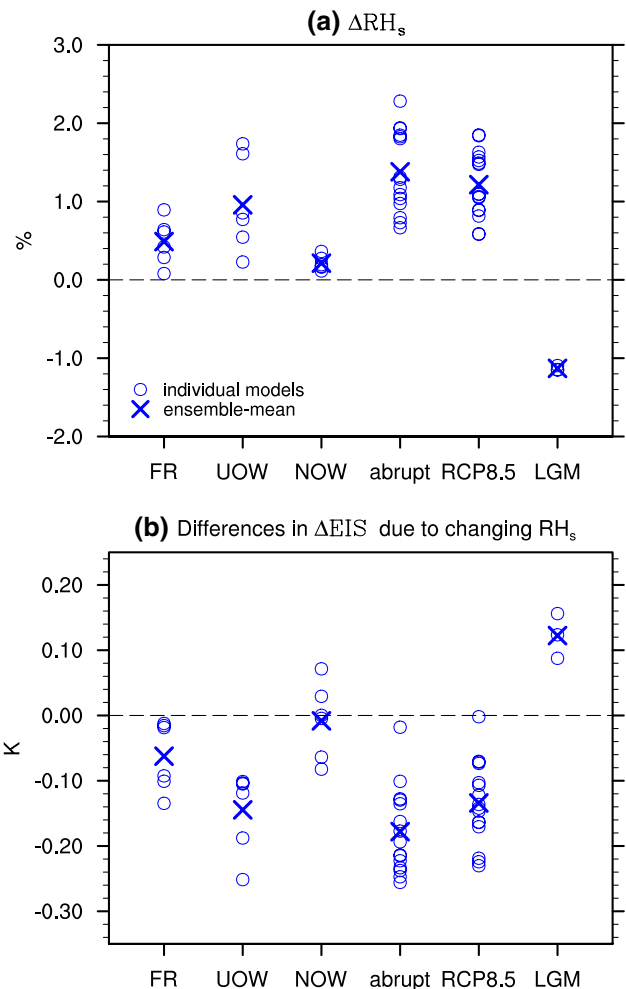 (a) ΔRHs
3.0
2.0
1.0
0.0
-1.0
-2.0
%
individual models
ensemble-mean
FR UOW NOW abrupt RCP8.5 LGM
(b) Differences in ΔEIS due to changing RHs
0.20
0.10
0.00
-0.10
-0.20
-0.30
K
FR UOW NOW abrupt RCP8.5 LGM